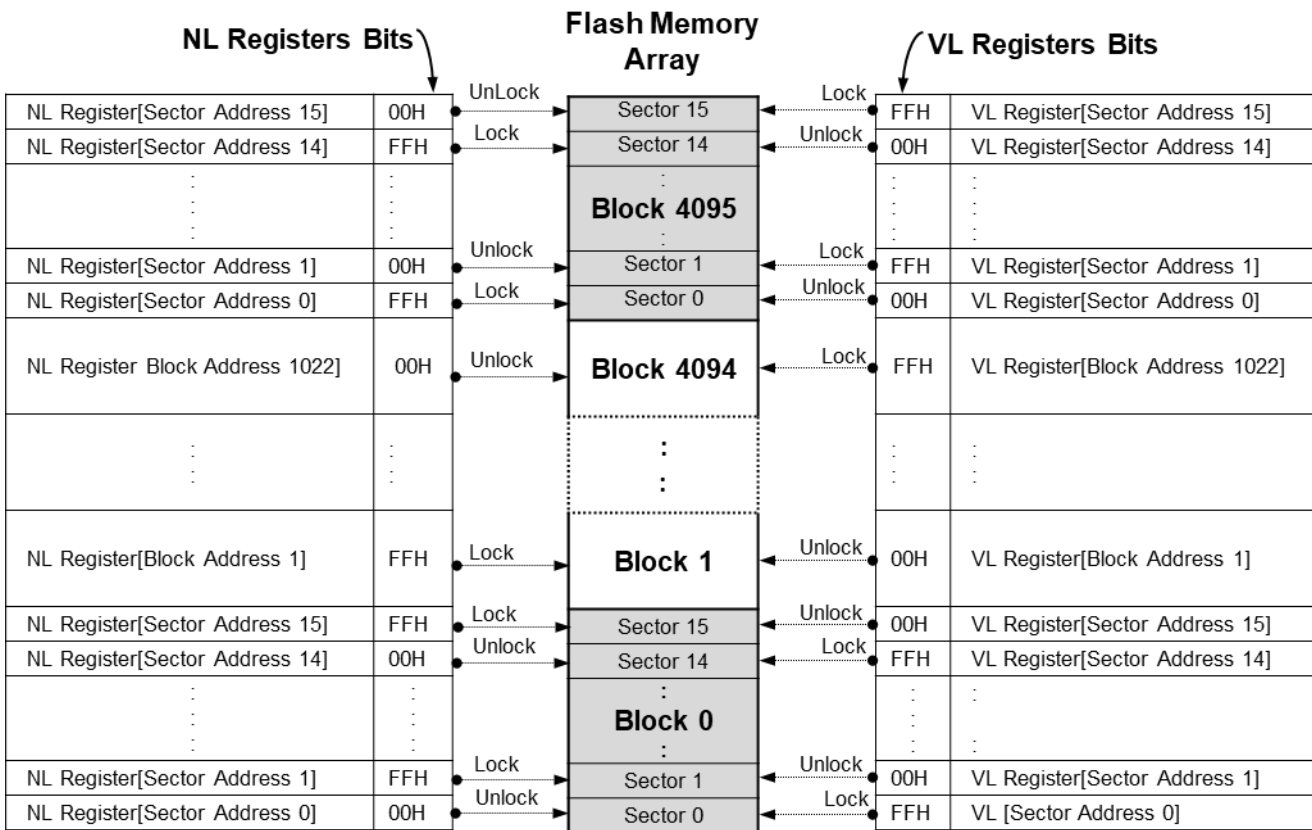 NL Registers Bits
Flash Memory
Array
VL Registers Bits
NL Register[Sector Address 15] 00H UnLock Sector 15 Lock FFH VL Register[Sector Address 15]
NL Register[Sector Address 14] FFH Lock Sector 14 Unlock 00H VL Register[Sector Address 14]
Block 4095
NL Register[Sector Address 1] 00H Unlock Sector 1 Lock FFH VL Register[Sector Address 1]
NL Register[Sector Address 0] FFH Lock Sector 0 Unlock 00H VL Register[Sector Address 0]
NL Register Block Address 1022] 00H Unlock Block 4094 Lock FFH VL Register[Block Address 1022]
NL Register[Block Address 1] FFH Lock Block 1 Unlock 00H VL Register[Block Address 1]
NL Register[Sector Address 15] FFH Lock Sector 15 Unlock 00H VL Register[Sector Address 15]
NL Register[Sector Address 14] 00H Unlock Sector 14 Lock FFH VL Register[Sector Address 14]
Block 0
NL Register[Sector Address 1] FFH Lock Sector 1 Unlock 00H VL Register[Sector Address 1]
NL Register[Sector Address 0] 00H Unlock Sector 0 Lock FFH VL [Sector Address 0]